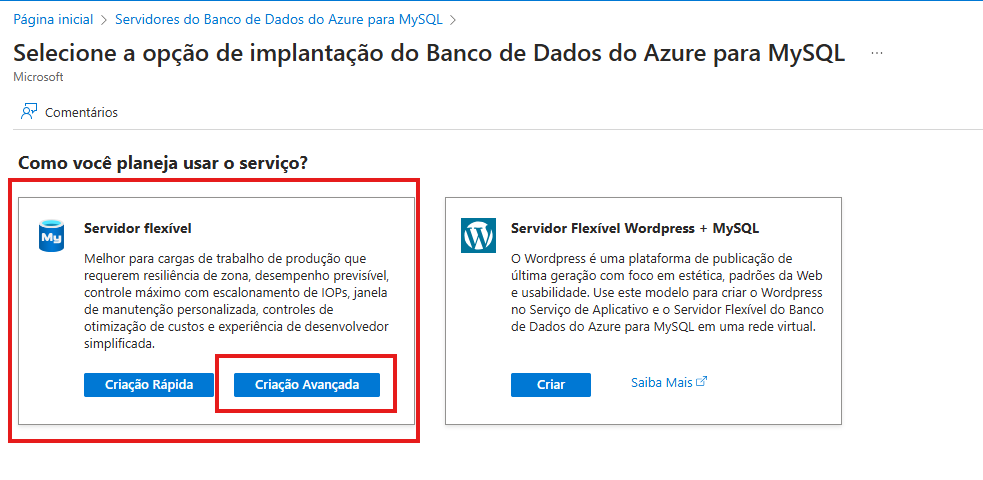 Página inicial > Servidores do Banco de Dados do Azure para MySQL >
Selecione a opção de implantação do Banco de Dados do Azure para MySQL ...
Microsoft
Comentários
Como você planeja usar o serviço?
My
Servidor flexível
Melhor para cargas de trabalho de produção que
requerem resiliência de zona, desempenho previsível,
controle máximo com escalonamento de IOPs, janela
de manutenção personalizada, controles de
otimização de custos e experiência de desenvolvedor
simplificada.
Criação Rápida
Criação Avançada
Servidor Flexível Wordpress + MySQL
O Wordpress é uma plataforma de publicação de
última geração com foco em estética, padrões da Web
e usabilidade. Use este modelo para criar o Wordpress
no Serviço de Aplicativo e o Servidor Flexível do Banco
de Dados do Azure para MySQL em uma rede virtual.
Criar
Saiba Mais